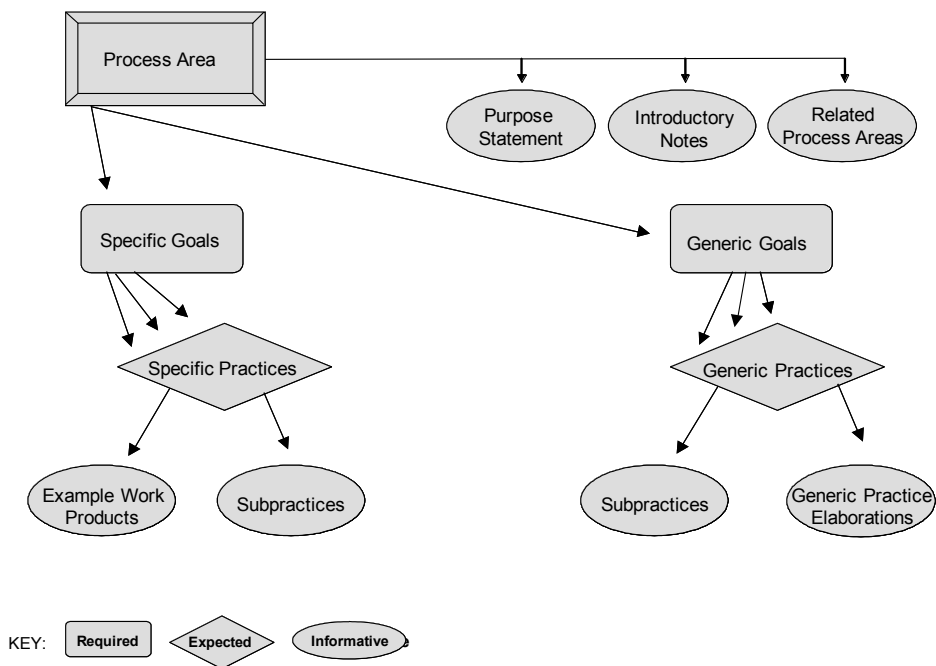 Process Area
Purpose
Statement
Introductory
Notes
Related
Process Areas
Specific Goals
Generic Goals
Specific Practices
Generic Practices
Example Work
Products
Subpractices
Subpractices
Generic Practice
Elaborations
KEY:
Required
Expected
Informative